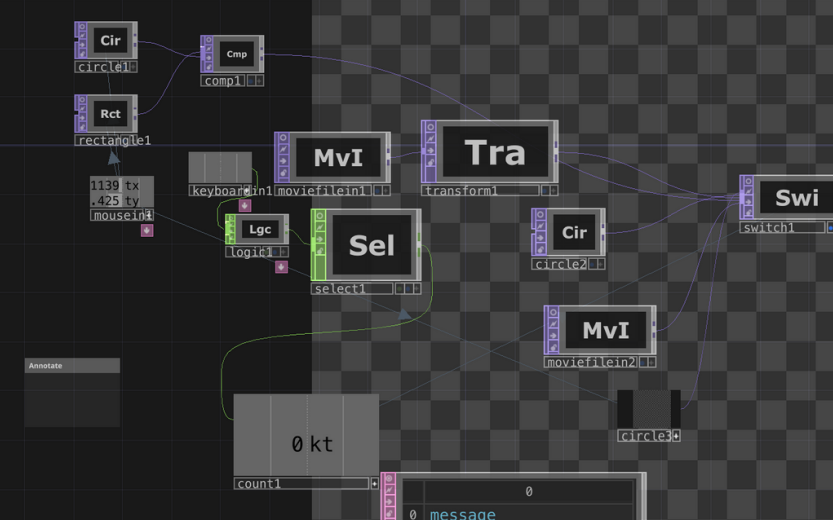 Cir
circle1
Cmp
comp1
Rct
rectangle1
MvI
moviefilein1
Tra
transform1
keyboardin1
1139 tx
.425 ty
mousein1
Lgc
logic1
Sel
select1
Cir
circle2
Swi
switch1
MvI
moviefilein2
Annotate
circle3
0 kt
count1
0
0 message